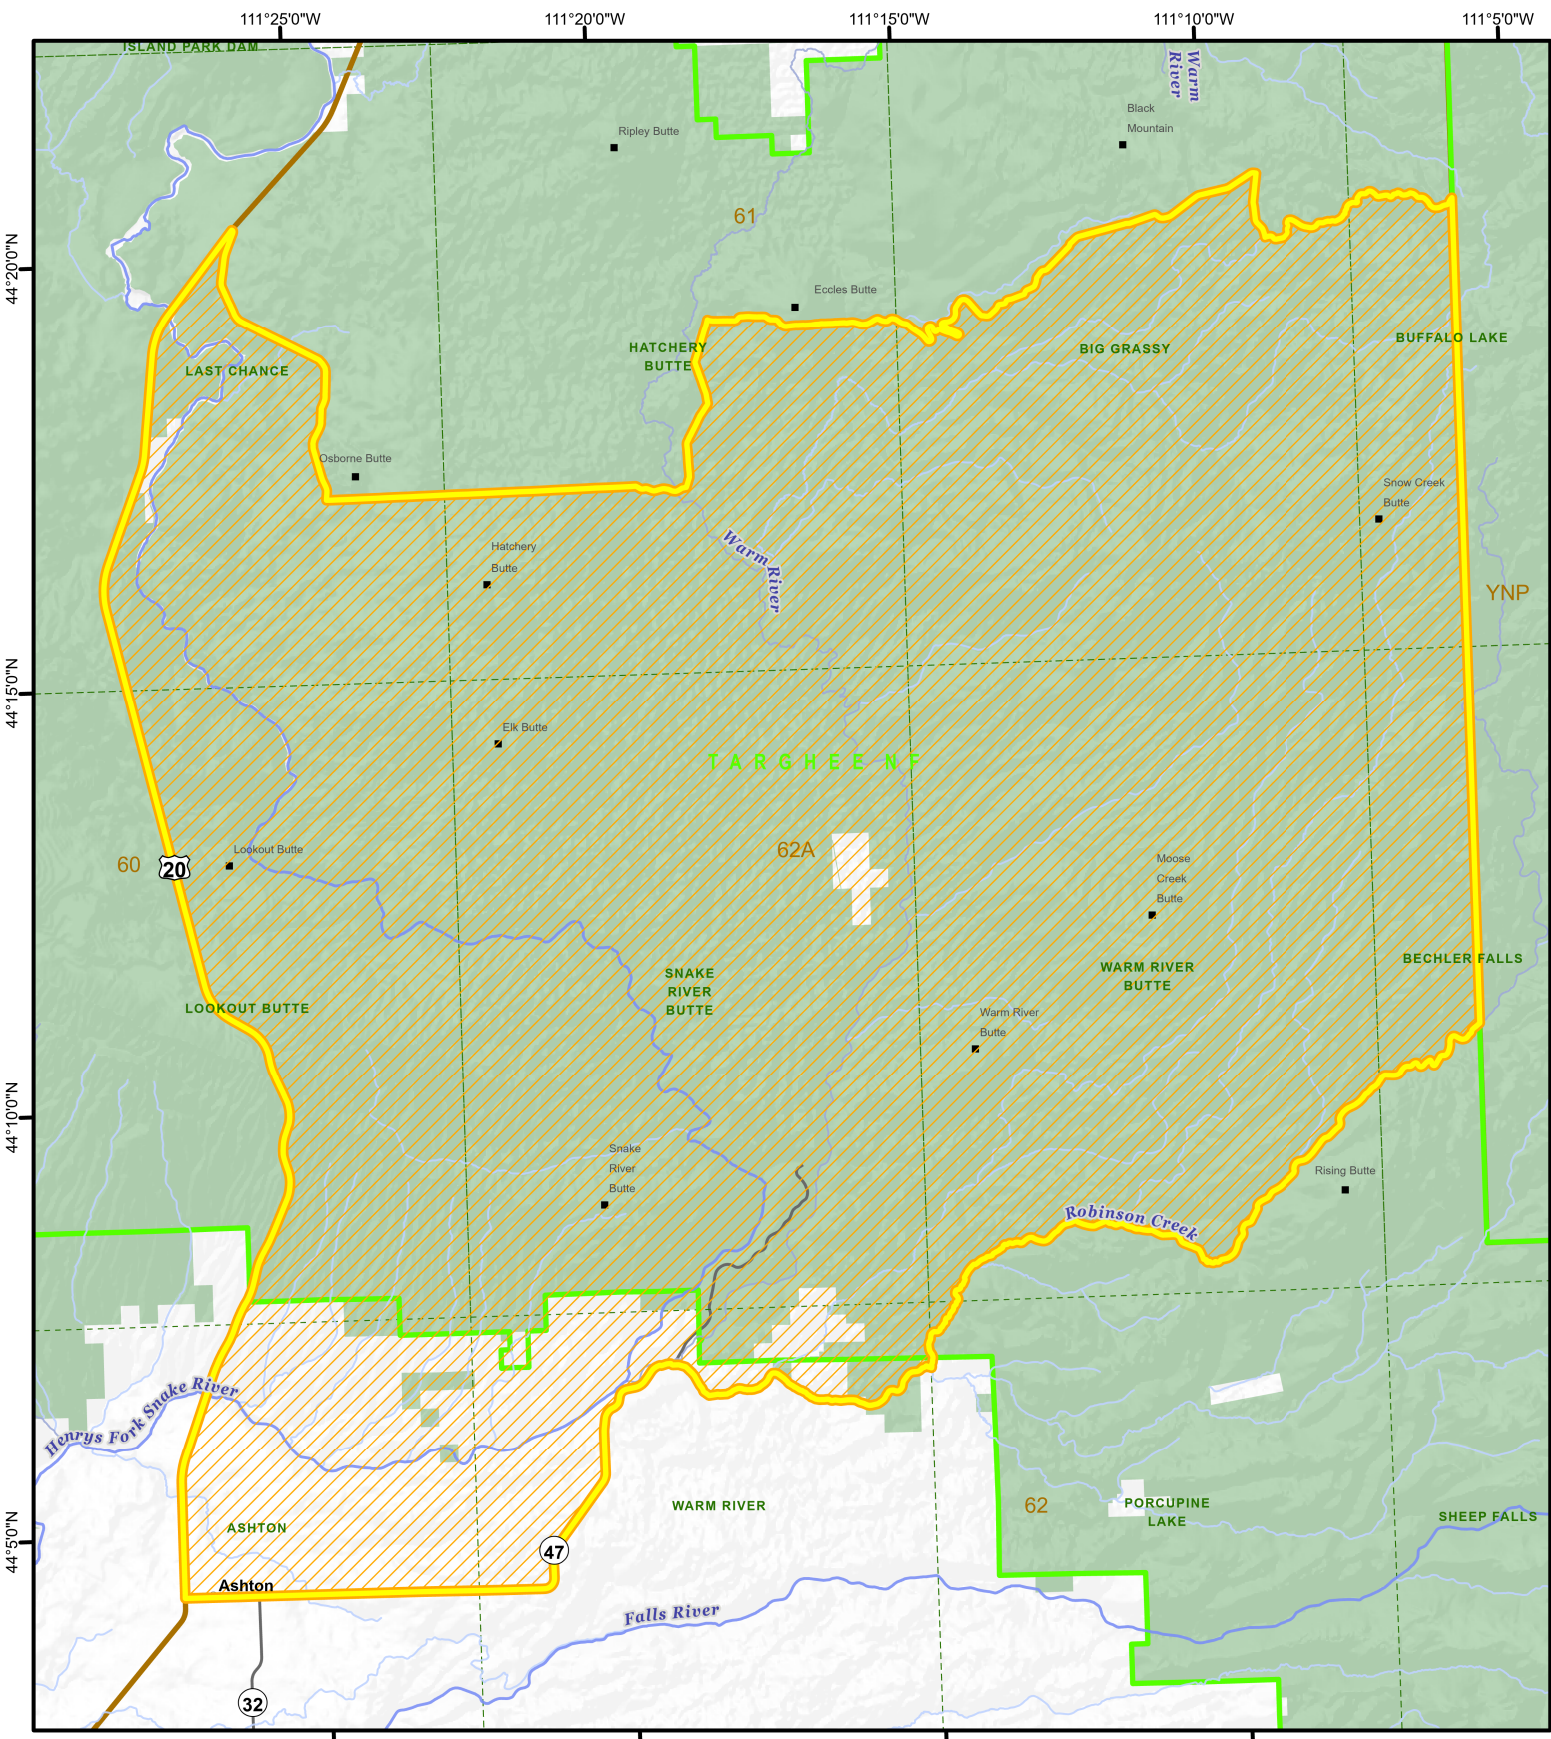 111°25'0"W
111°20'0"W
111°15'0"W
111°10'0"W
111°5'0"W
ISLAND PARK DAM
Warm
River
Black
Mountain
Ripley Butte
61
44°20'0"N
Eccles Butte
HATCHERY
BUTTE
BIG GRASSY
BUFFALO LAKE
LAST CHANCE
Osborne Butte
Snow Creek
Butte
Hatchery
Butte
Warm River
YNP
44°15'0"N
Elk Butte
TARGHEE NF
60
20
Lookout Butte
62A
Moose
Creek
Butte
SNAKE
RIVER
BUTTE
WARM RIVER
BUTTE
BECHLER FALLS
LOOKOUT BUTTE
Warm River
Butte
44°10'0"N
Snake
River
Butte
Rising Butte
Robinson Creek
Henrys Fork Snake River
44°5'0"N
WARM RIVER
62
PORCUPINE
LAKE
SHEEP FALLS
ASHTON
47
Ashton
Falls River
32